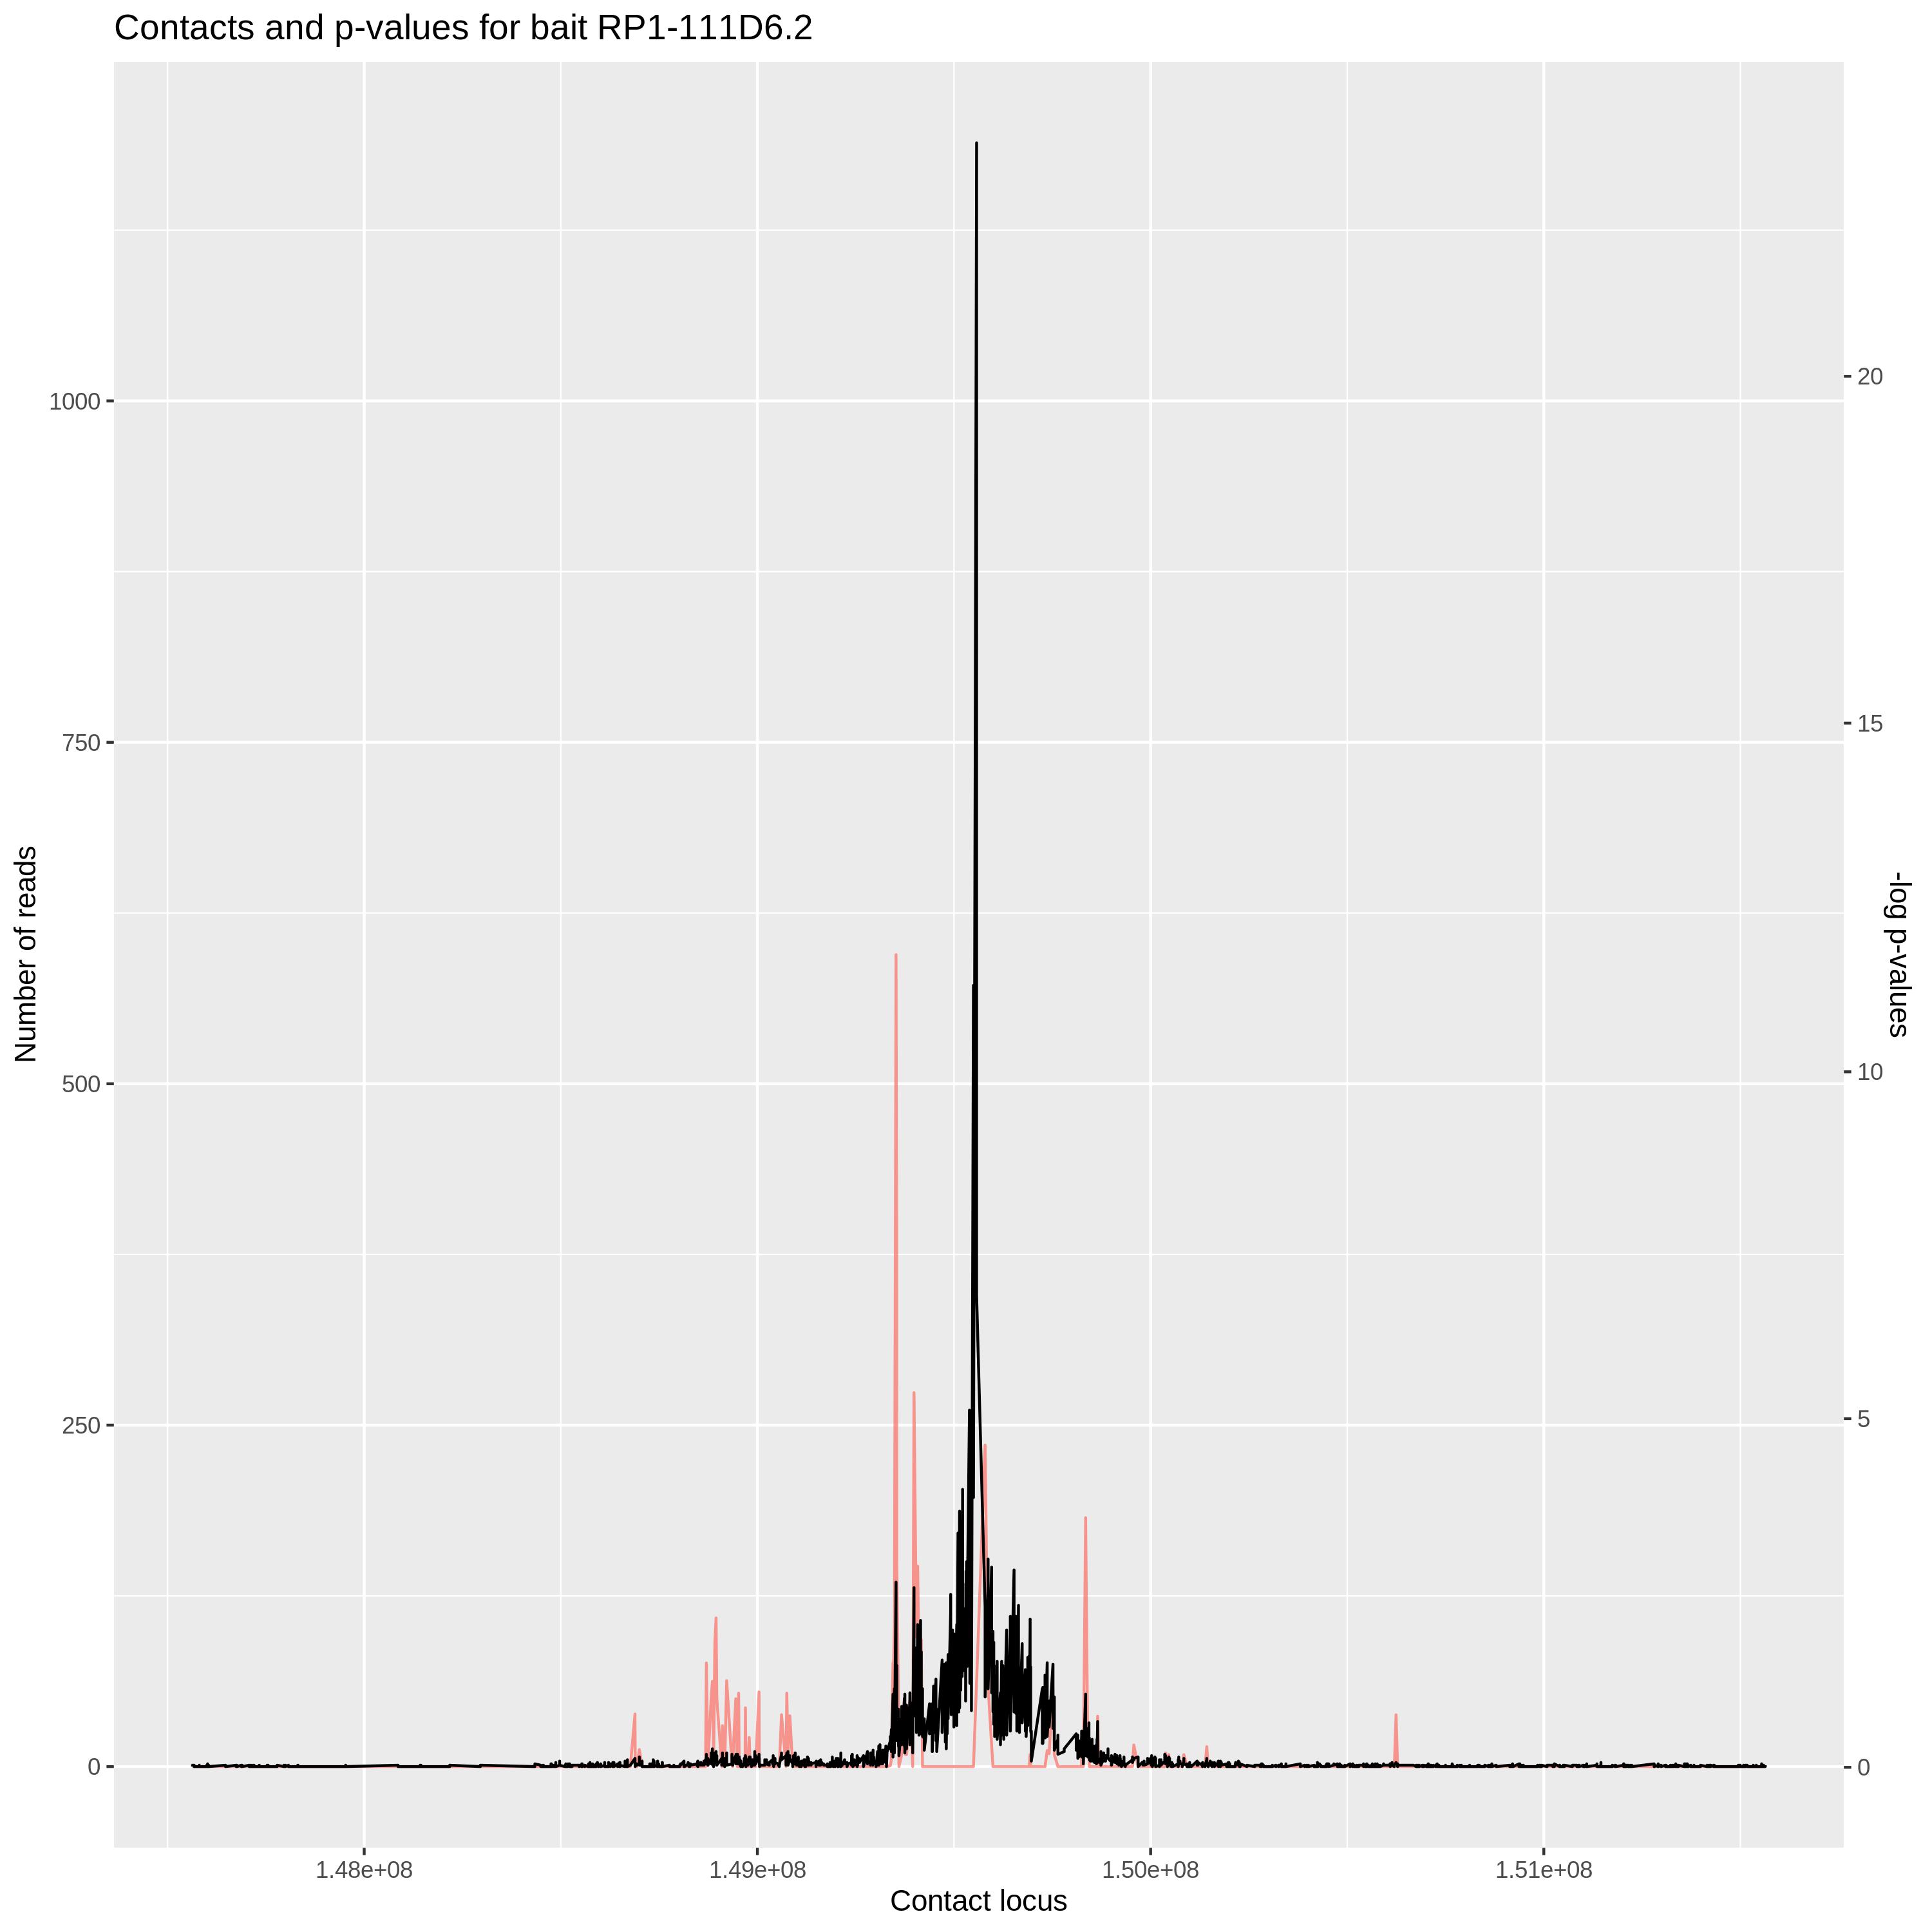 Contacts and p-values for bait RP1-111D6.2
1000
750
500
250
0
Number of reads
20
15
10
5
0
-log p-values
1.48e+08
1.49e+08
1.50e+08
1.51e+08
Contact locus